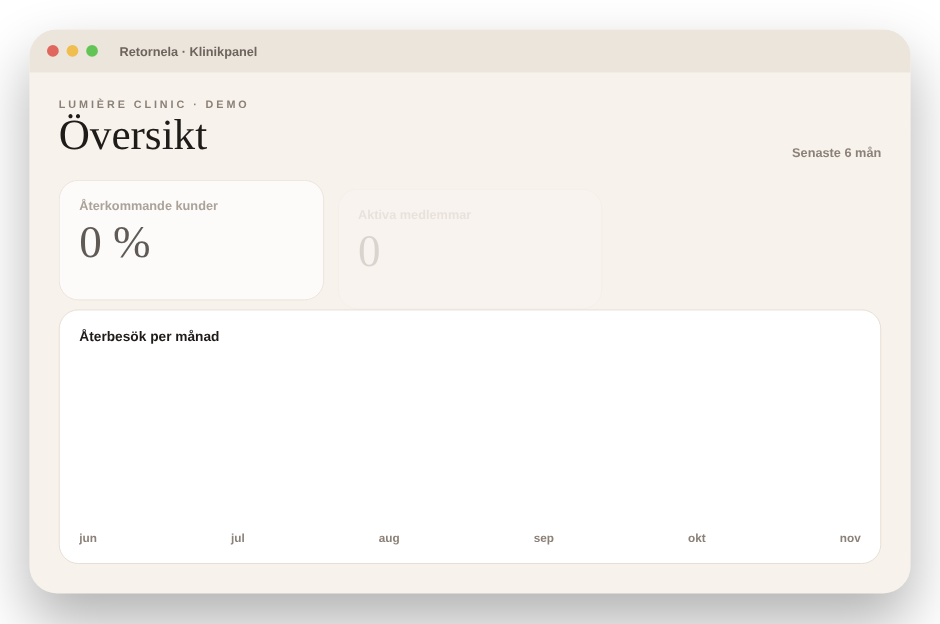 Retornela · Klinikpanel
LUMIÈRE CLINIC · DEMO
Översikt
Senaste 6 mån
Återkommande kunder
0 %
Aktiva medlemmar
0
Återbesök per månad
jun jul aug sep okt nov